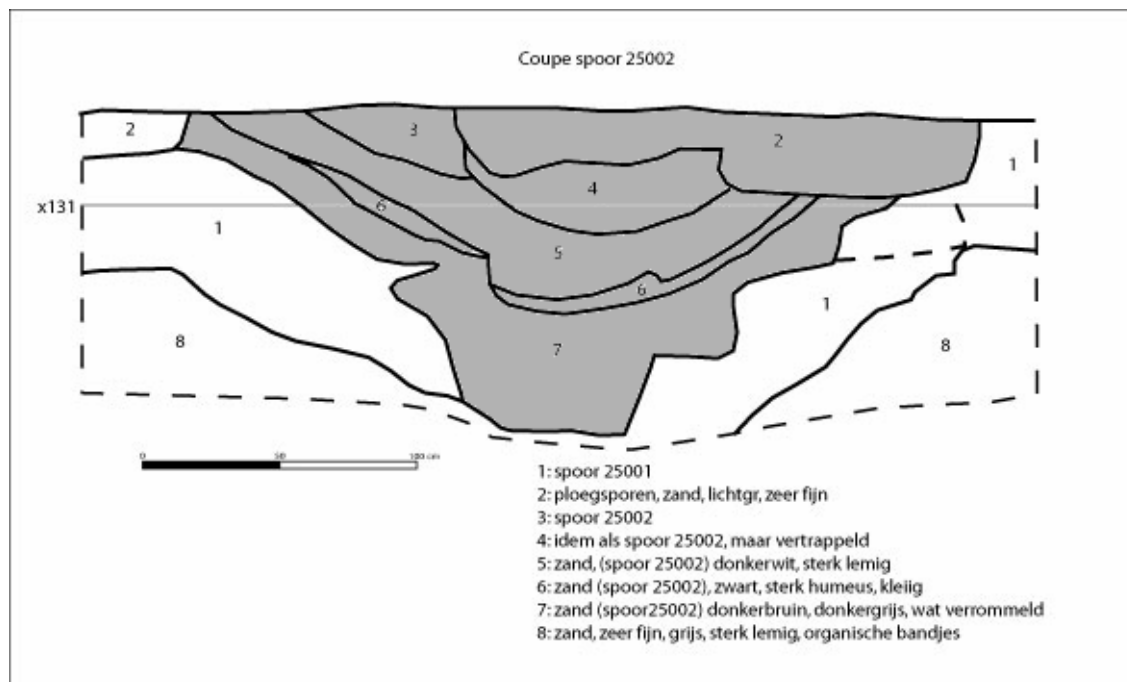 Coupe spoor 25002
2
3
2
1
4
x131
6
1
5
6
1
8
7
8
0 50 100 cm
1: spoor 25001
2: ploegsporen, zand, lichtgr, zeer fijn
3: spoor 25002
4: idem als spoor 25002, maar vertrappeld
5: zand, (spoor 25002) donkerwit, sterk lemig
6: zand (spoor 25002), zwart, sterk humeus, kleiig
7: zand (spoor25002) donkerbruin, donkergrijs, wat verrommeld
8: zand, zeer fijn, grijs, sterk lemig, organische bandjes